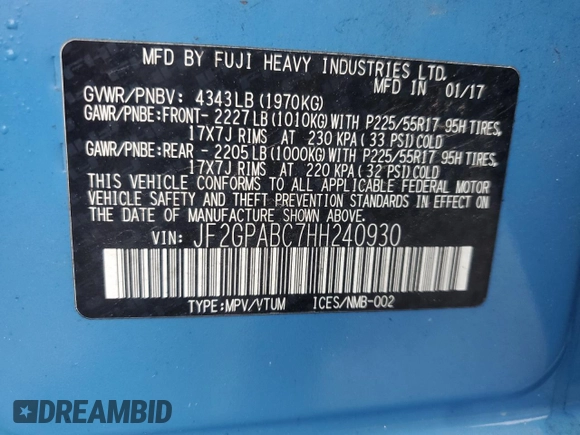 MFD BY FUJI HEAVY INDUSTRIES LTD.
MFD IN 01/17
GVWR/PNBV: 4343LB(1970KG)
GAWR/PNBE:FRONT- 2227LB(1010KG)WITH P225/55R17 95H TIRES,
17X7J RIMS AT 230 KPA(33 PSI)COLD
GAWR/PNBE:REAR - 2205LB(1000KG)WITH P225/55R17 95H TIRES,
17X7J RIMS AT 220 KPA(32 PSI)COLD
THIS VEHICLE CONFORMS TO ALL APPLICABLE FEDERAL MOTOR
VEHICLE SAFETY AND THEFT PREVENTION STANDARDS IN EFFECT ON
THE DATE OF MANUFACTURE SHOWN ABOVE.
VIN: JF2GPABC7HH240930
TYPE:MPV/VTUM ICES/NMB-002
DREAMBID